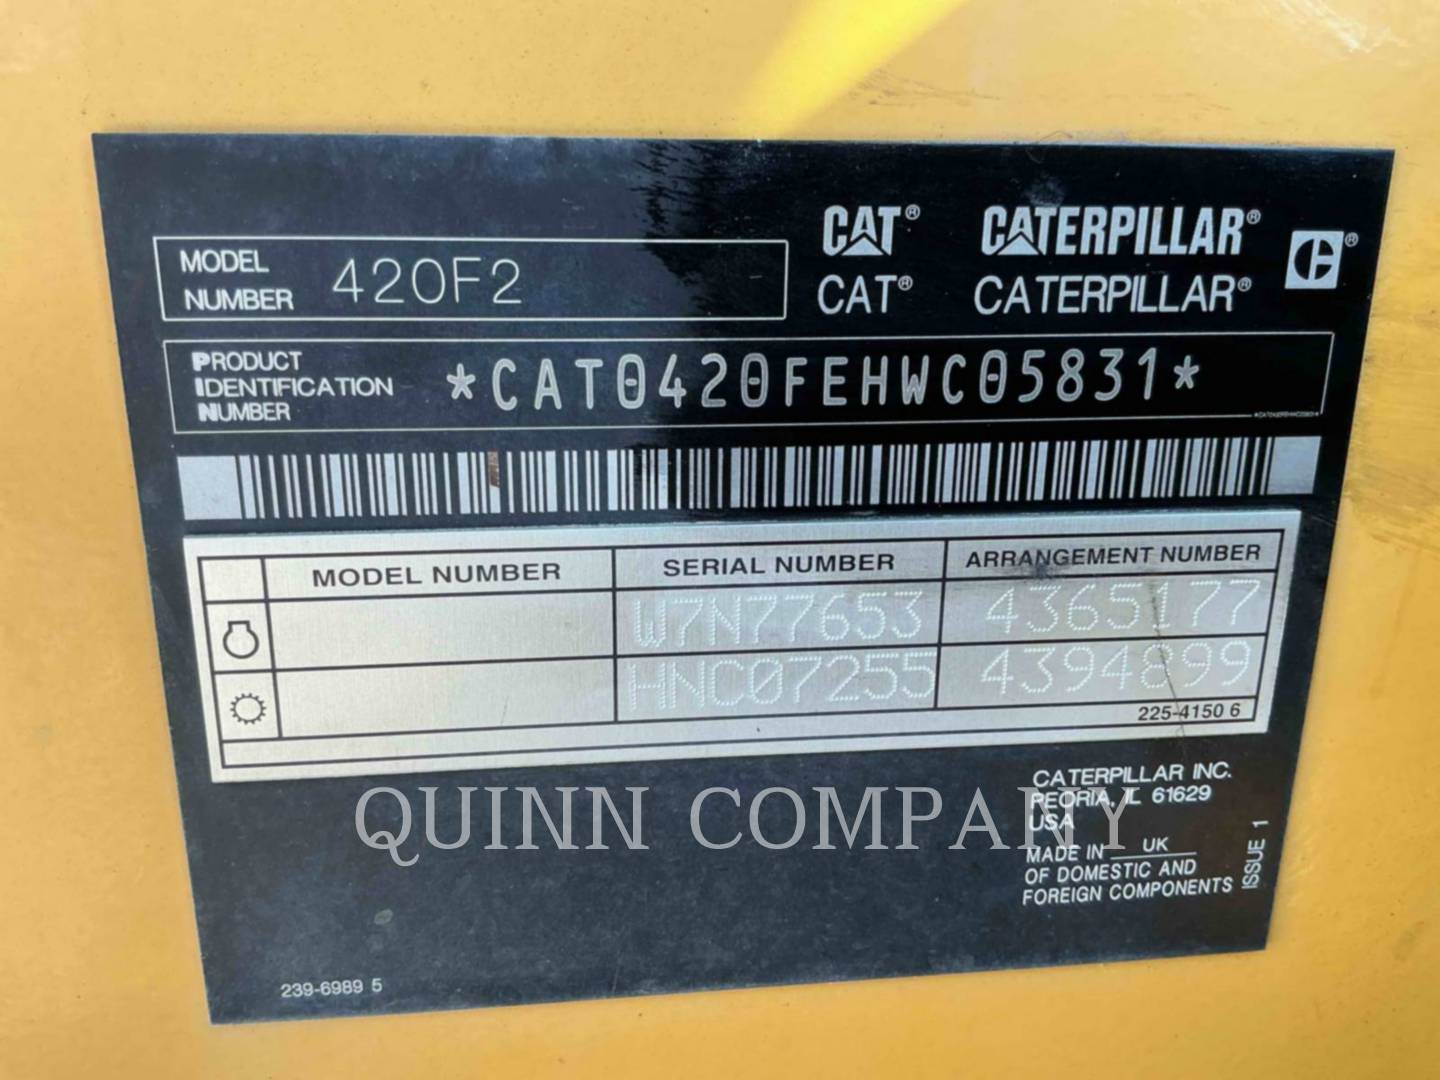 CAT® CATERPILLAR®
CAT® CATERPILLAR®
MODEL
NUMBER 420F2
PRODUCT
IDENTIFICATION
NUMBER *CAT0420FEHWC05831*
*CAT0420FEHWC05831*
MODEL NUMBER SERIAL NUMBER ARRANGEMENT NUMBER
W7N77653 4365177
HNC07255 4394899
225-4150 6
CATERPILLAR INC.
PEORIA, IL 61629
USA
MADE IN UK
OF DOMESTIC AND
FOREIGN COMPONENTS
ISSUE 1
QUINN COMPANY
239-6989 5